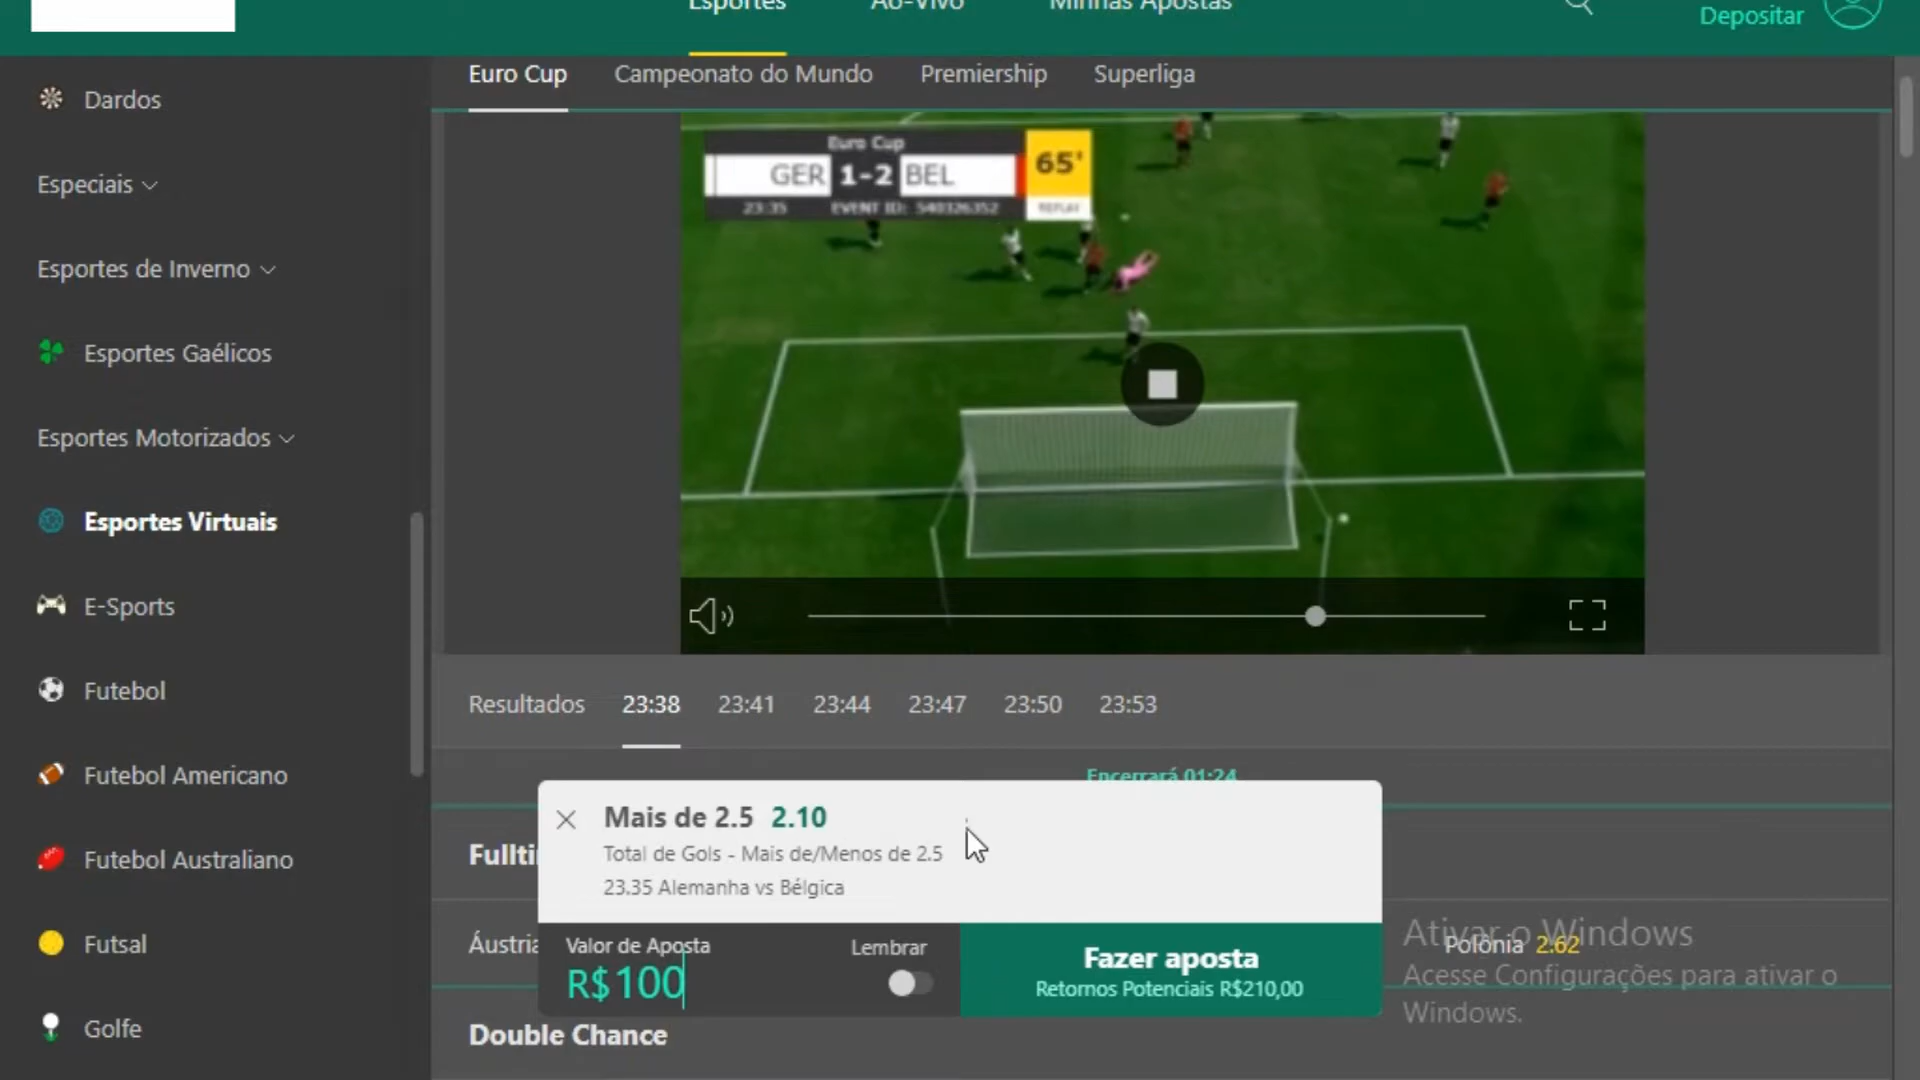 Esportes
Ao-Vivo
Minhas Apostas
Depositar
Euro Cup
Campeonato do Mundo
Premiership
Superliga
Dardos
Especiais
Esportes de Inverno
Esportes Gaélicos
Esportes Motorizados
Esportes Virtuais
E-Sports
Futebol
Futebol Americano
Futebol Australiano
Futsal
Golfe
Euro Cup
GER 1-2 BEL
65'
23:35 EVENT ID: 540326352
REPLAY
Resultados 23:38 23:41 23:44 23:47 23:50 23:53
Encerrará 01:24
Mais de 2.5 2.10
Total de Gols - Mais de/Menos de 2.5
23.35 Alemanha vs Bélgica
Valor de Aposta
R$100
Lembrar
Fazer aposta
Retornos Potenciais R$210,00
Polônia 2.62
Double Chance
Ativar o Windows
Acesse Configurações para ativar o
Windows.